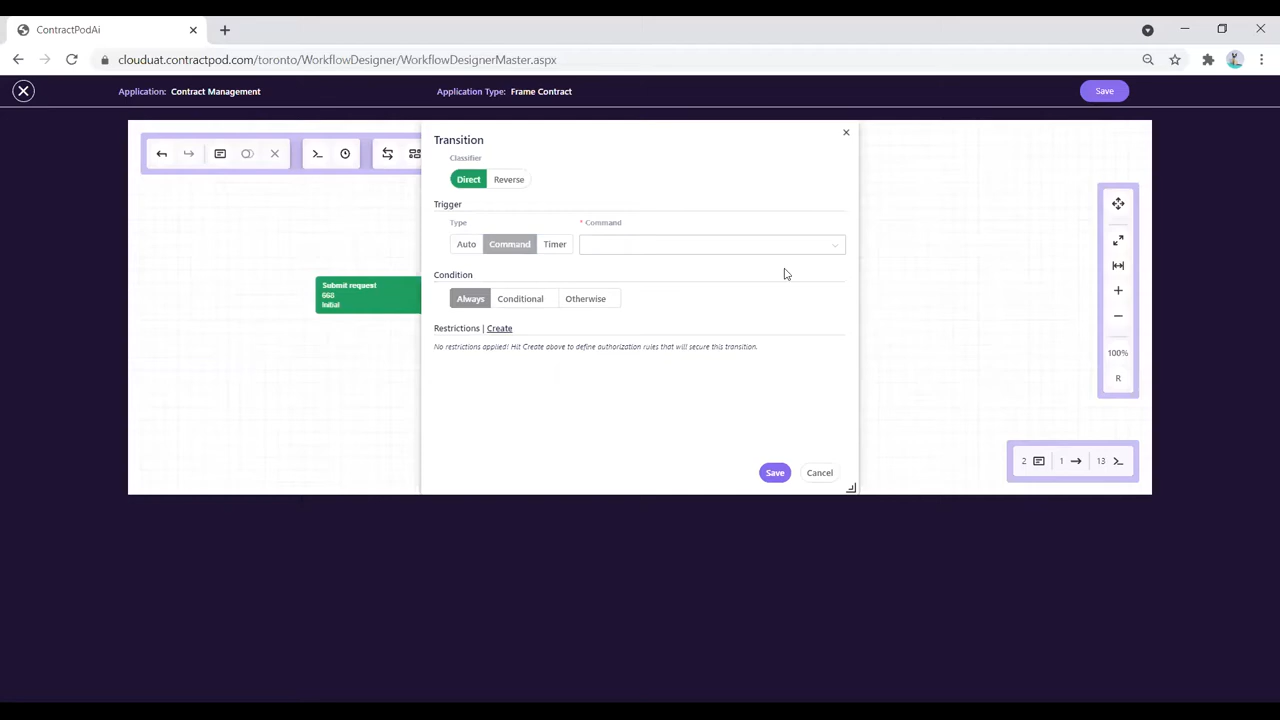 ContractPodAi
clouduat.contractpod.com/toronto/WorkflowDesigner/WorkflowDesignerMaster.aspx
Application: Contract Management
Application Type: Frame Contract
Save
Transition
Classifier
Direct Reverse
Trigger
Type * Command
Auto Command Timer
Condition
Always Conditional Otherwise
Restrictions | Create
No restrictions applied! Hit Create above to define authorization rules that will secure this transition.
Save Cancel
Submit request
668
Initial
100%
R
2 1 13